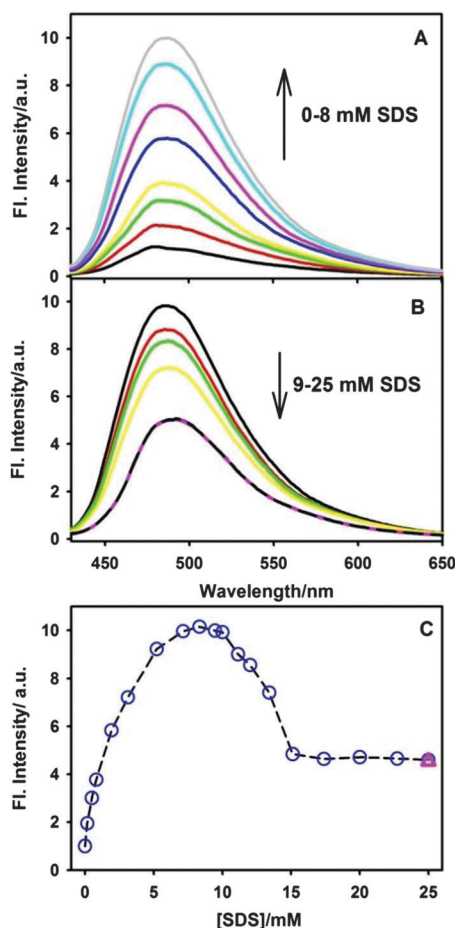 A
10
8
6
4
2
0
Fl. Intensity/a.u.
0-8 mM SDS
B
10
8
6
4
2
0
Fl. Intensity/a.u.
9-25 mM SDS
450 500 550 600 650
Wavelength/nm
C
10
8
6
4
2
0
Fl. Intensity/ a.u.
0 5 10 15 20 25
[SDS]/mM